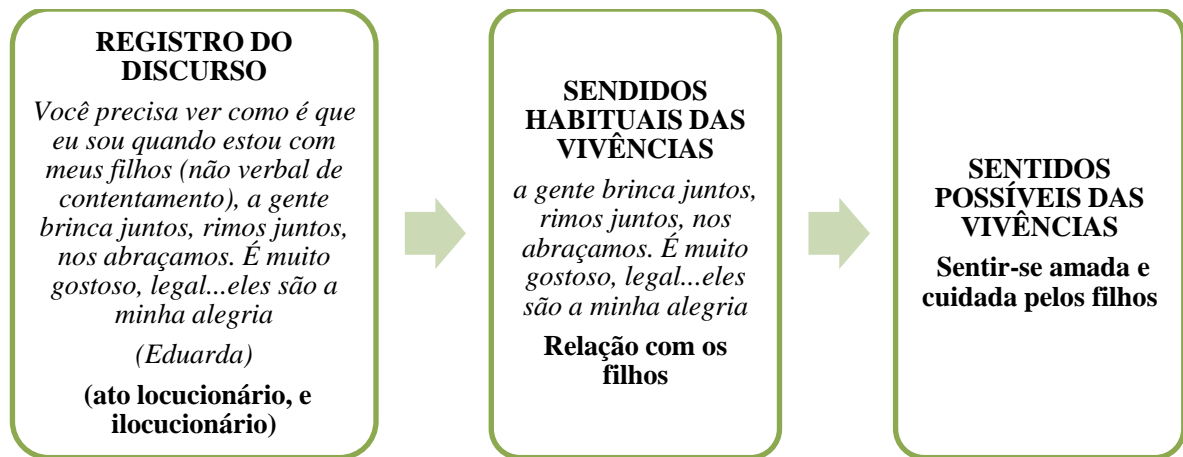 REGISTRO DO
DISCURSO
Você precisa ver como é que
eu sou quando estou com
meus filhos (não verbal de
contentamento), a gente
brinca juntos, rimos juntos,
nos abraçamos. É muito
gostoso, legal...eles são a
minha alegria
(Eduarda)
(ato locucionário, e
ilocucionário)
SENDIDOS
HABITUAIS DAS
VIVÊNCIAS
a gente brinca juntos,
rimos juntos, nos
abraçamos. É muito
gostoso, legal...eles
são a minha alegria
Relação com os
filhos
SENTIDOS
POSSÍVEIS DAS
VIVÊNCIAS
Sentir-se amada e
cuidada pelos filhos